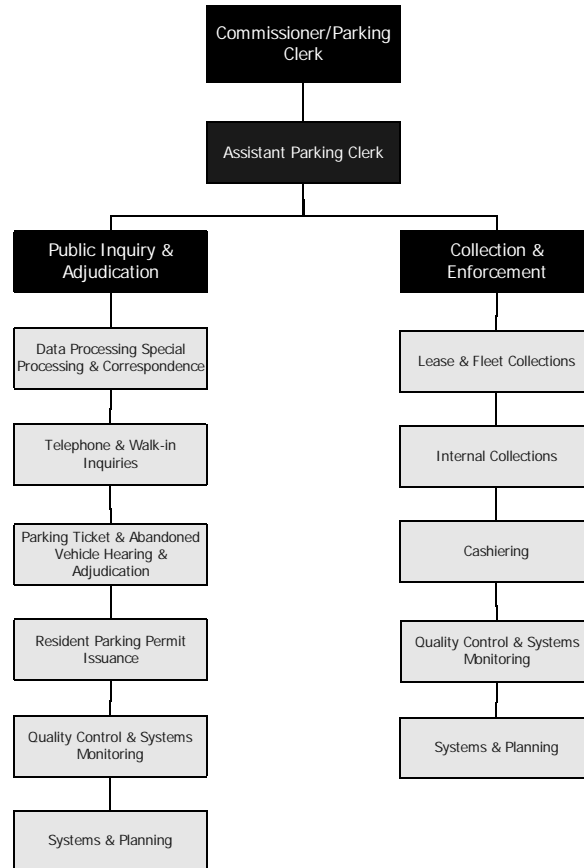 Commissioner/Parking
Clerk
Assistant Parking Clerk
Public Inquiry &
Adjudication
Data Processing Special
Processing & Correspondence
Telephone & Walk-in
Inquiries
Parking Ticket & Abandoned
Vehicle Hearing &
Adjudication
Resident Parking Permit
Issuance
Quality Control & Systems
Monitoring
Systems & Planning
Collection &
Enforcement
Lease & Fleet Collections
Internal Collections
Cashiering
Quality Control & Systems
Monitoring
Systems & Planning